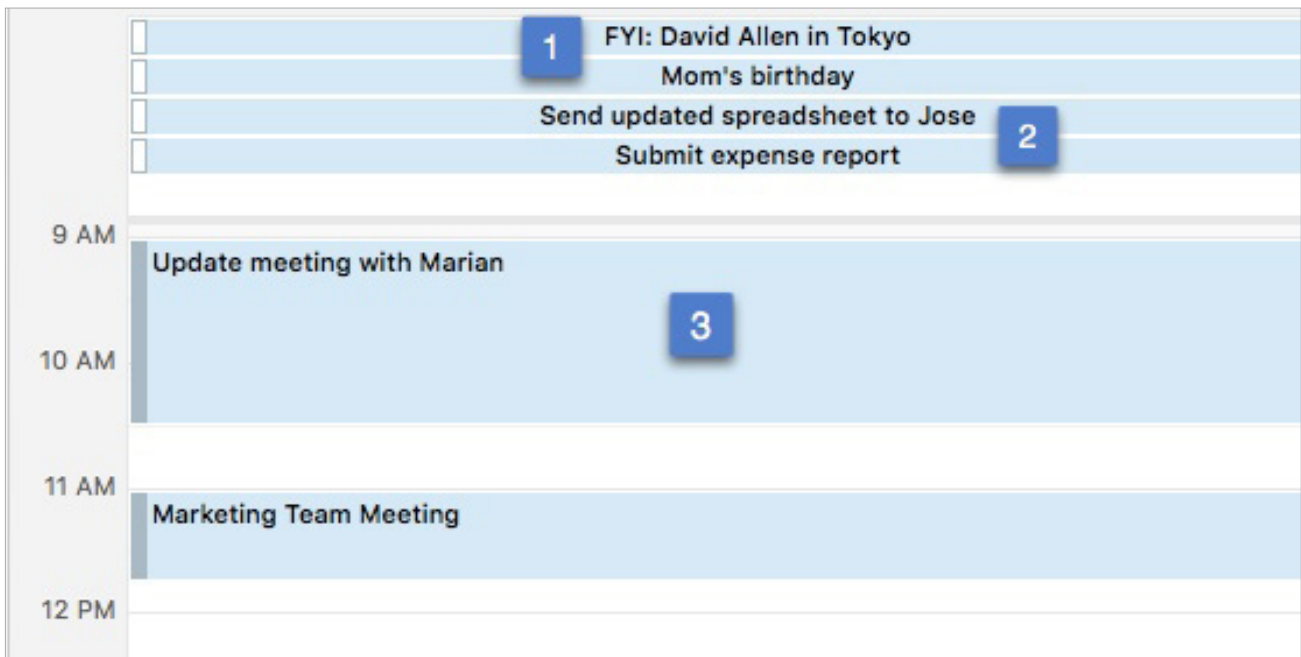 1
FYI: David Allen in Tokyo
Mom's birthday
Send updated spreadsheet to Jose
2
Submit expense report
9 AM
Update meeting with Marian
3
10 AM
11 AM
Marketing Team Meeting
12 PM